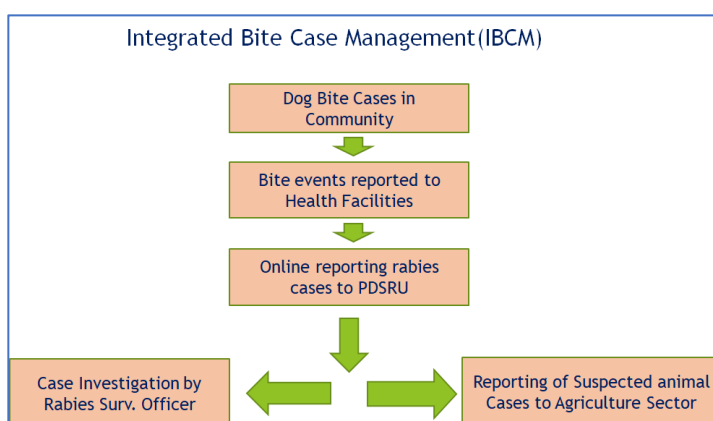 Integrated Bite Case Management(IBCM)
Dog Bite Cases in
Community
Bite events reported to
Health Facilities
Online reporting rabies
cases to PDSRU
Case Investigation by
Rabies Surv. Officer
Reporting of Suspected animal
Cases to Agriculture Sector